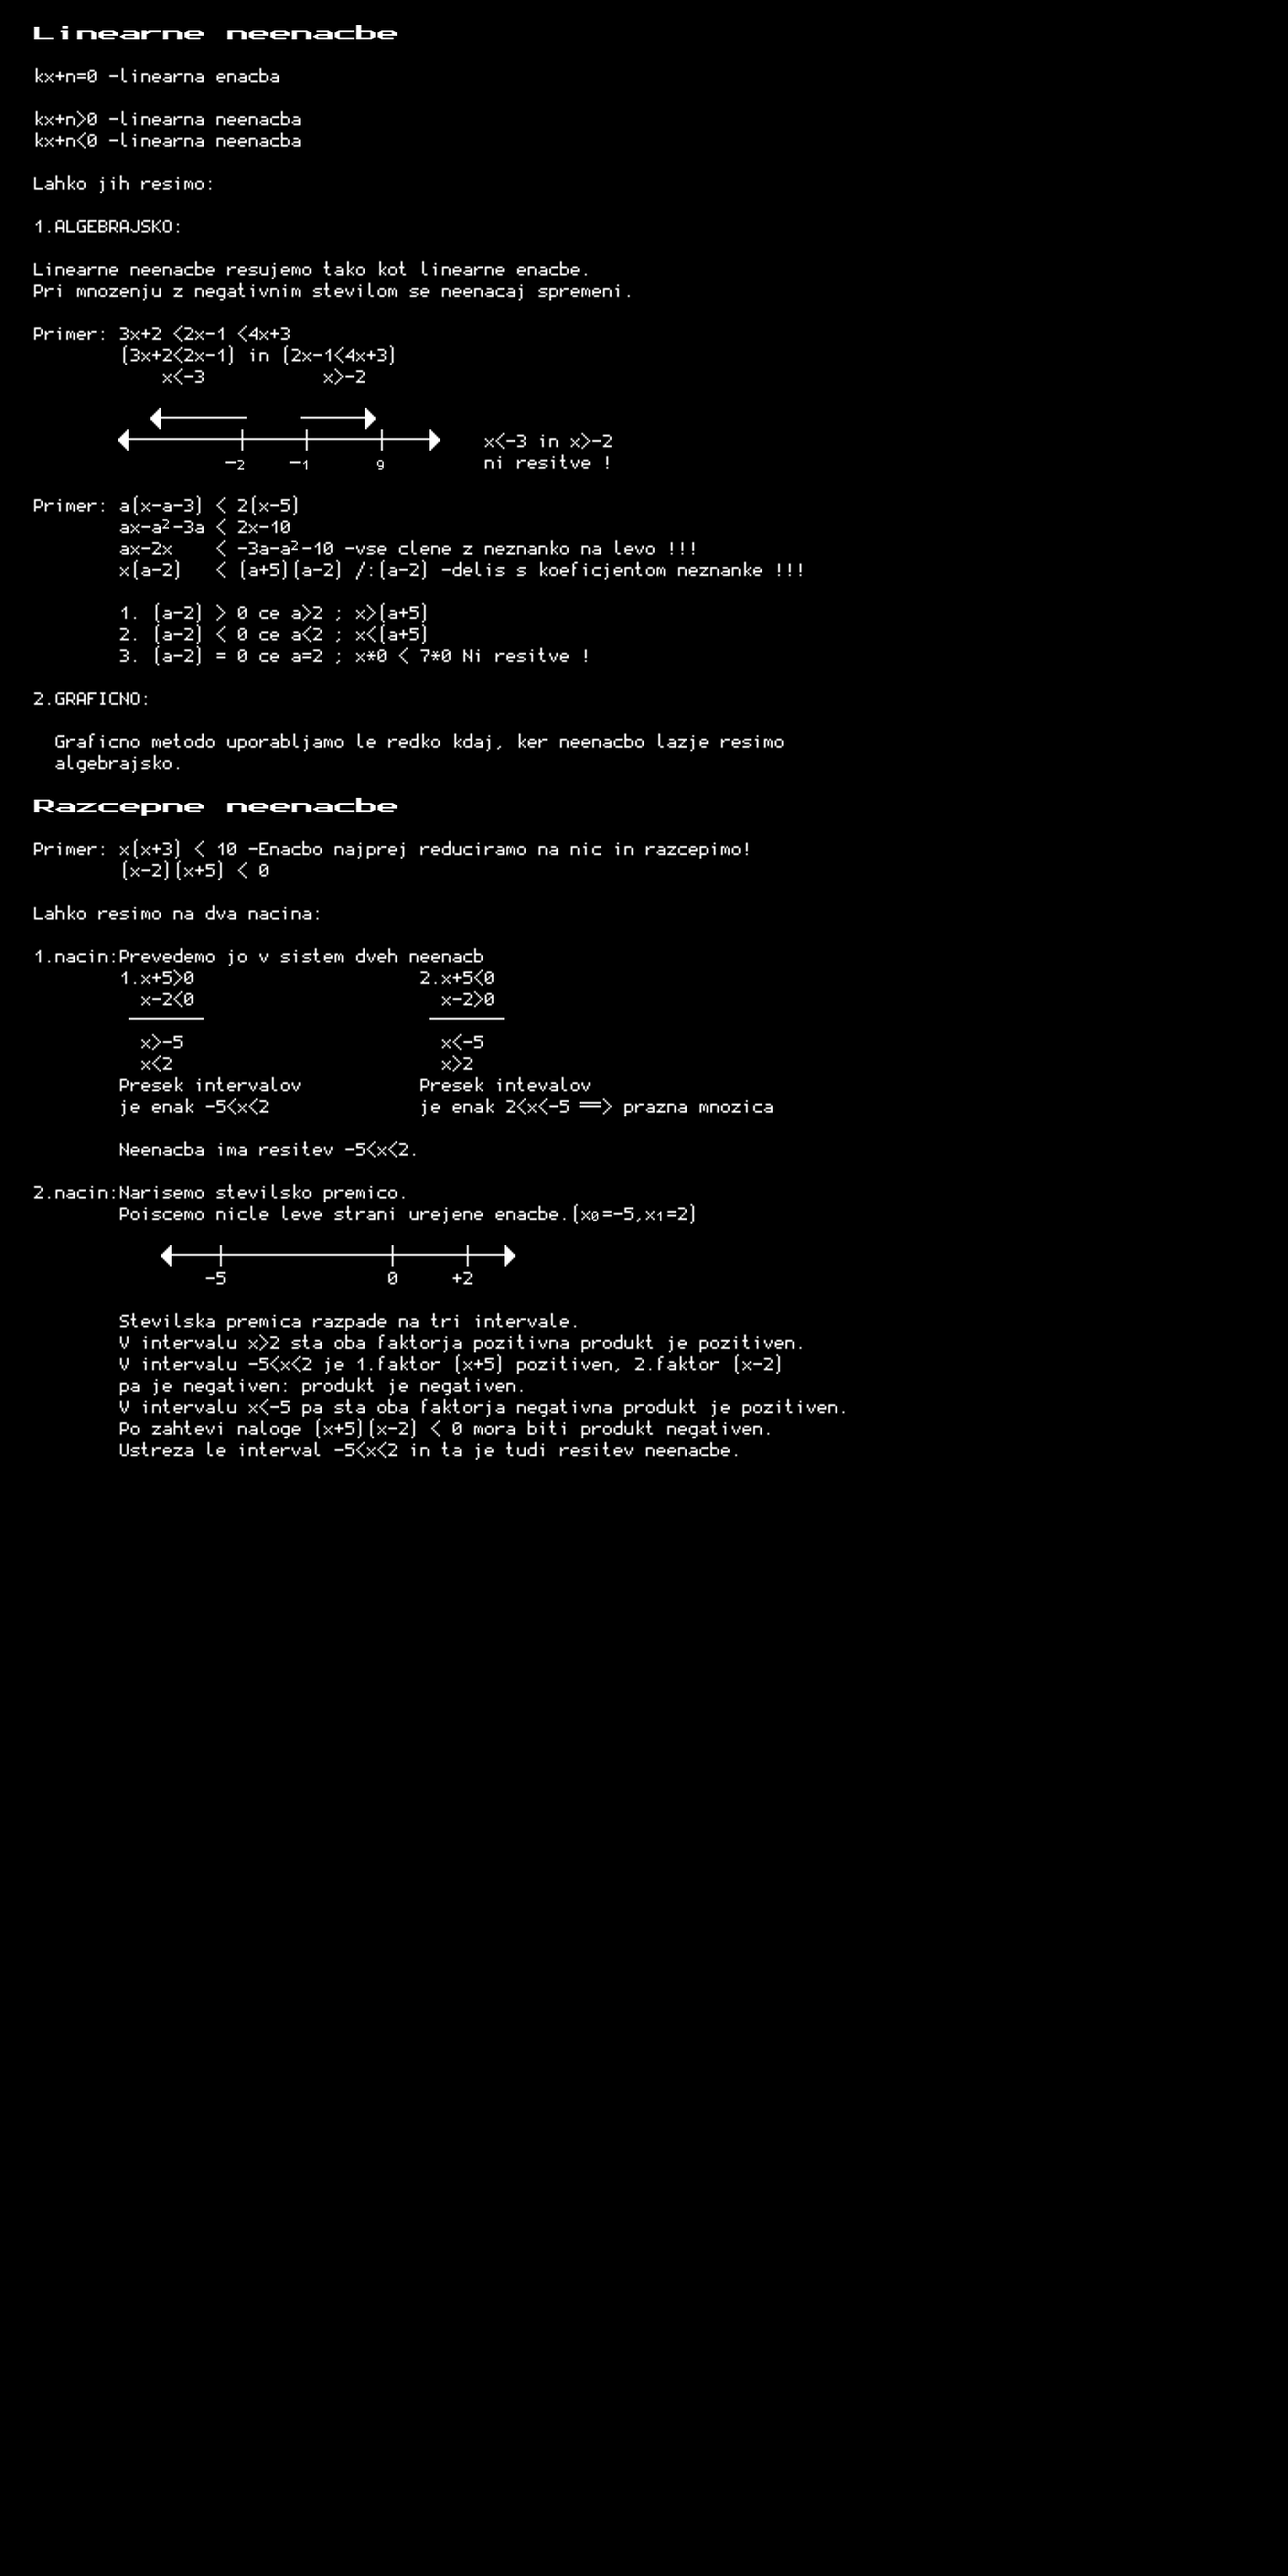 Linearne neenacbe
kx+n=0 -linearna enacba
kx+n>0 -linearna neenacba
kx+n<0 -linearna neenacba
Lahko jih resimo:
1.ALGEBRAJSKO:
Linearne neenacbe resujemo tako kot linearne enacbe.
Pri mnozenju z negativnim stevilom se neenacaj spremeni.
Primer: 3x+2 <2x-1 <4x+3
(3x+2<2x-1) in (2x-1<4x+3)
x<-3 x>-2
x<-3 in x>-2
-2 -1 9 ni resitve !
Primer: a(x-a-3) < 2(x-5)
ax-a²-3a < 2x-10
ax-2x < -3a-a²-10 -vse clene z neznanko na levo !!!
x(a-2) < (a+5)(a-2) /:(a-2) -delis s koeficjentom neznanke !!!
1. (a-2) > 0 ce a>2 ; x>(a+5)
2. (a-2) < 0 ce a<2 ; x<(a+5)
3. (a-2) = 0 ce a=2 ; x*0 < 7*0 Ni resitve !
2.GRAFICNO:
Graficno metodo uporabljamo le redko kdaj, ker neenacbo lazje resimo
algebrajsko.
Razcepne neenacbe
Primer: x(x+3) < 10 -Enacbo najprej reduciramo na nic in razcepimo!
(x-2)(x+5) < 0
Lahko resimo na dva nacina:
1.nacin:Prevedemo jo v sistem dveh neenacb
1.x+5>0 2.x+5<0
x-2<0 x-2>0
x>-5 x<-5
x<2 x>2
Presek intervalov Presek intevalov
je enak -5<x<2 je enak 2<x<-5 ==> prazna mnozica
Neenacba ima resitev -5<x<2.
2.nacin:Narisemo stevilsko premico.
Poiscemo nicle leve strani urejene enacbe.(x₀=-5,x₁=2)
-5 0 +2
Stevilska premica razpade na tri intervale.
V intervalu x>2 sta oba faktorja pozitivna produkt je pozitiven.
V intervalu -5<x<2 je 1.faktor (x+5) pozitiven, 2.faktor (x-2)
pa je negativen: produkt je negativen.
V intervalu x<-5 pa sta oba faktorja negativna produkt je pozitiven.
Po zahtevi naloge (x+5)(x-2) < 0 mora biti produkt negativen.
Ustreza le interval -5<x<2 in ta je tudi resitev neenacbe.